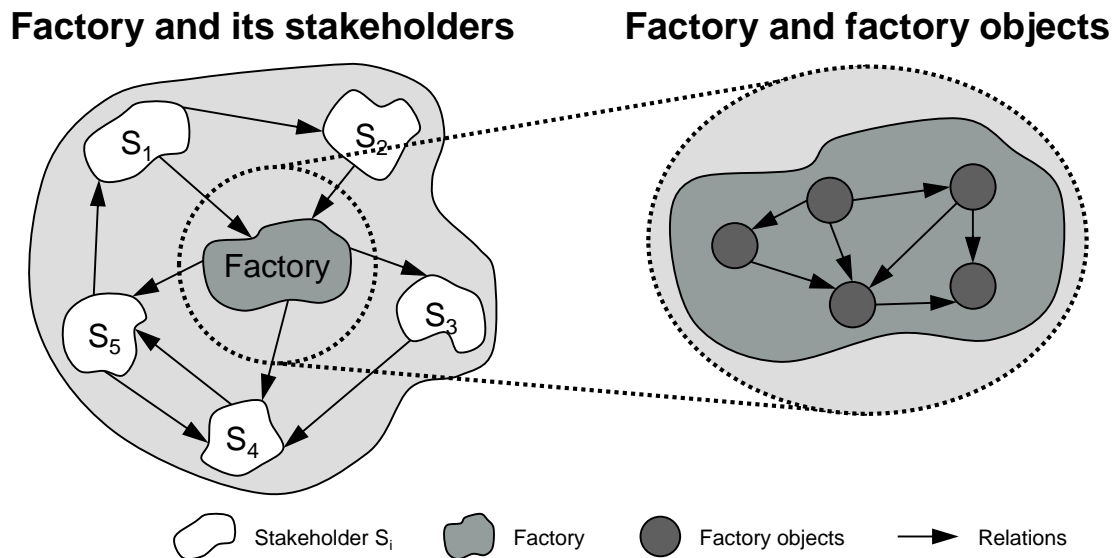 Factory and its stakeholders
Factory and factory objects
S₁
S₂
Factory
S₃
S₅
S₄
Stakeholder Sᵢ
Factory
Factory objects
Relations